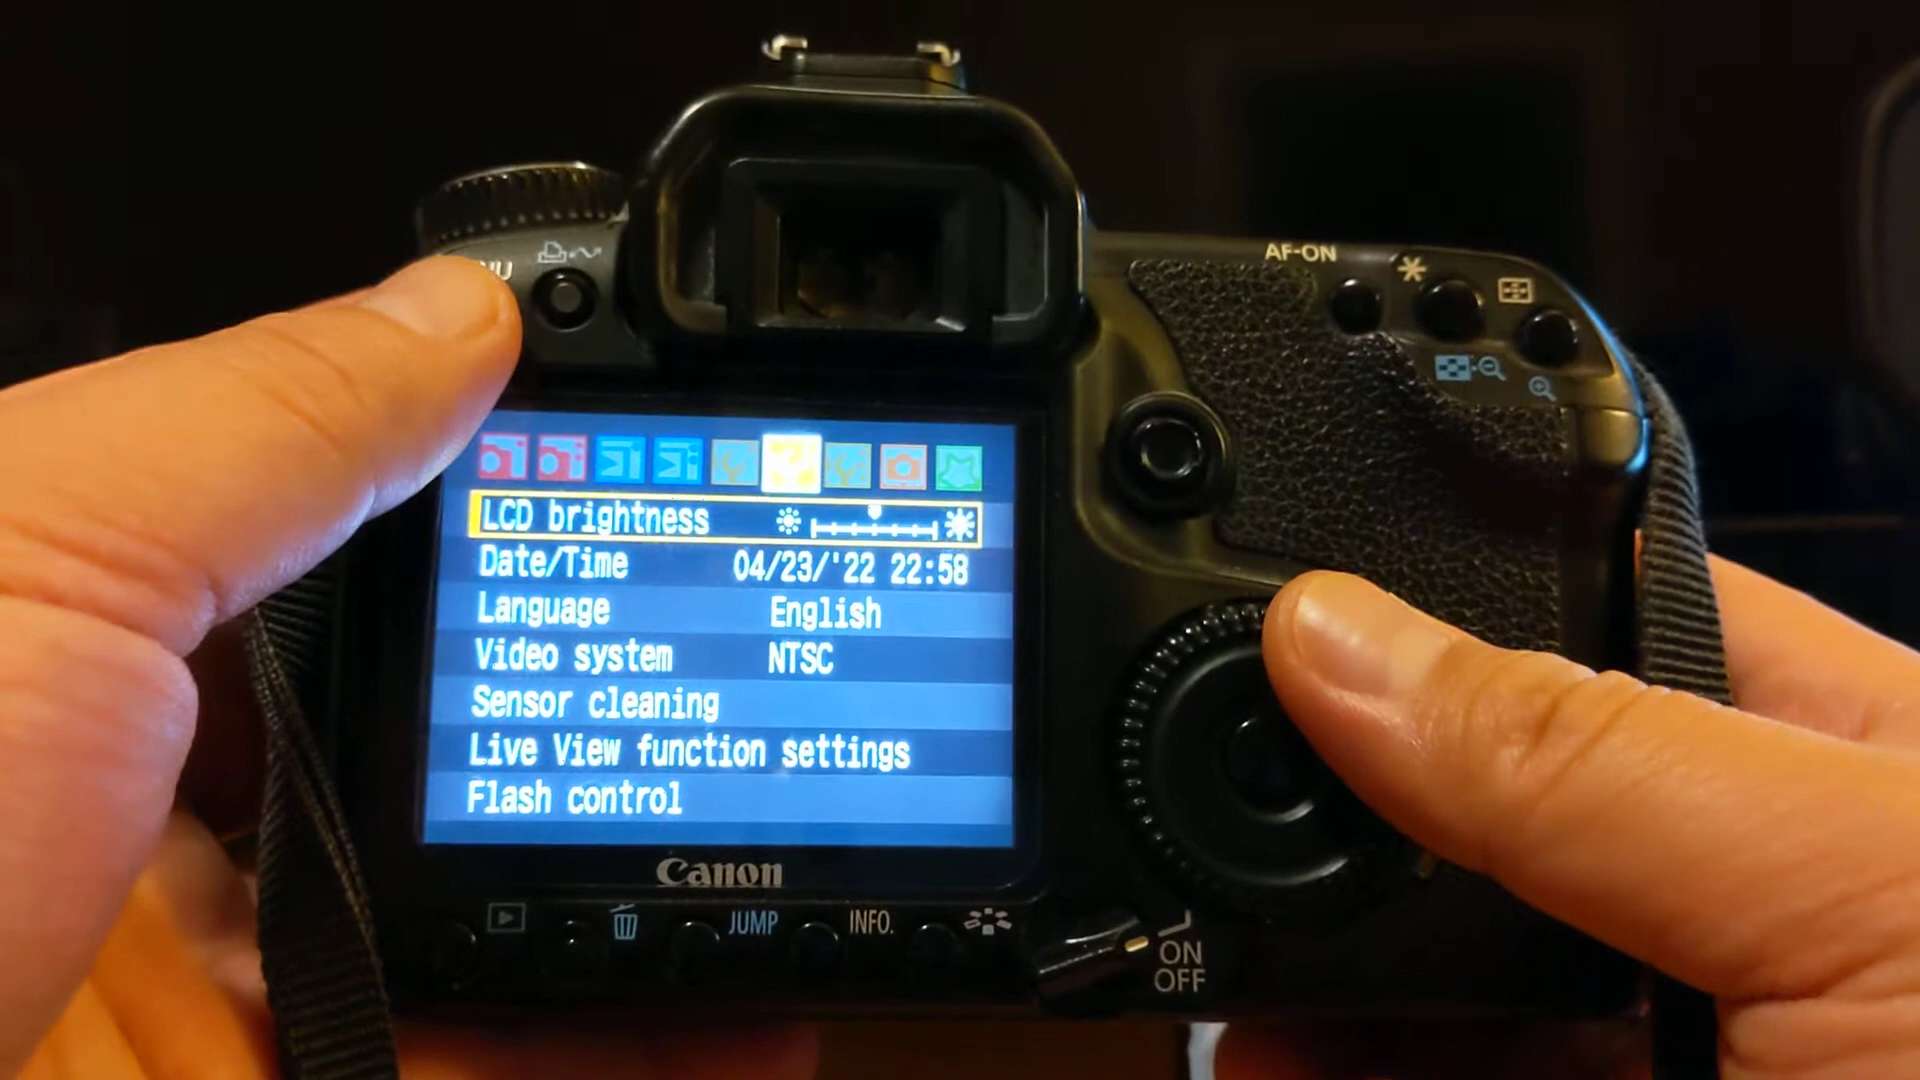 NU
AF-ON
LCD brightness
Date/Time 04/23/'22 22:58
Language English
Video system NTSC
Sensor cleaning
Live View function settings
Flash control
Canon
JUMP INFO.
ON
OFF